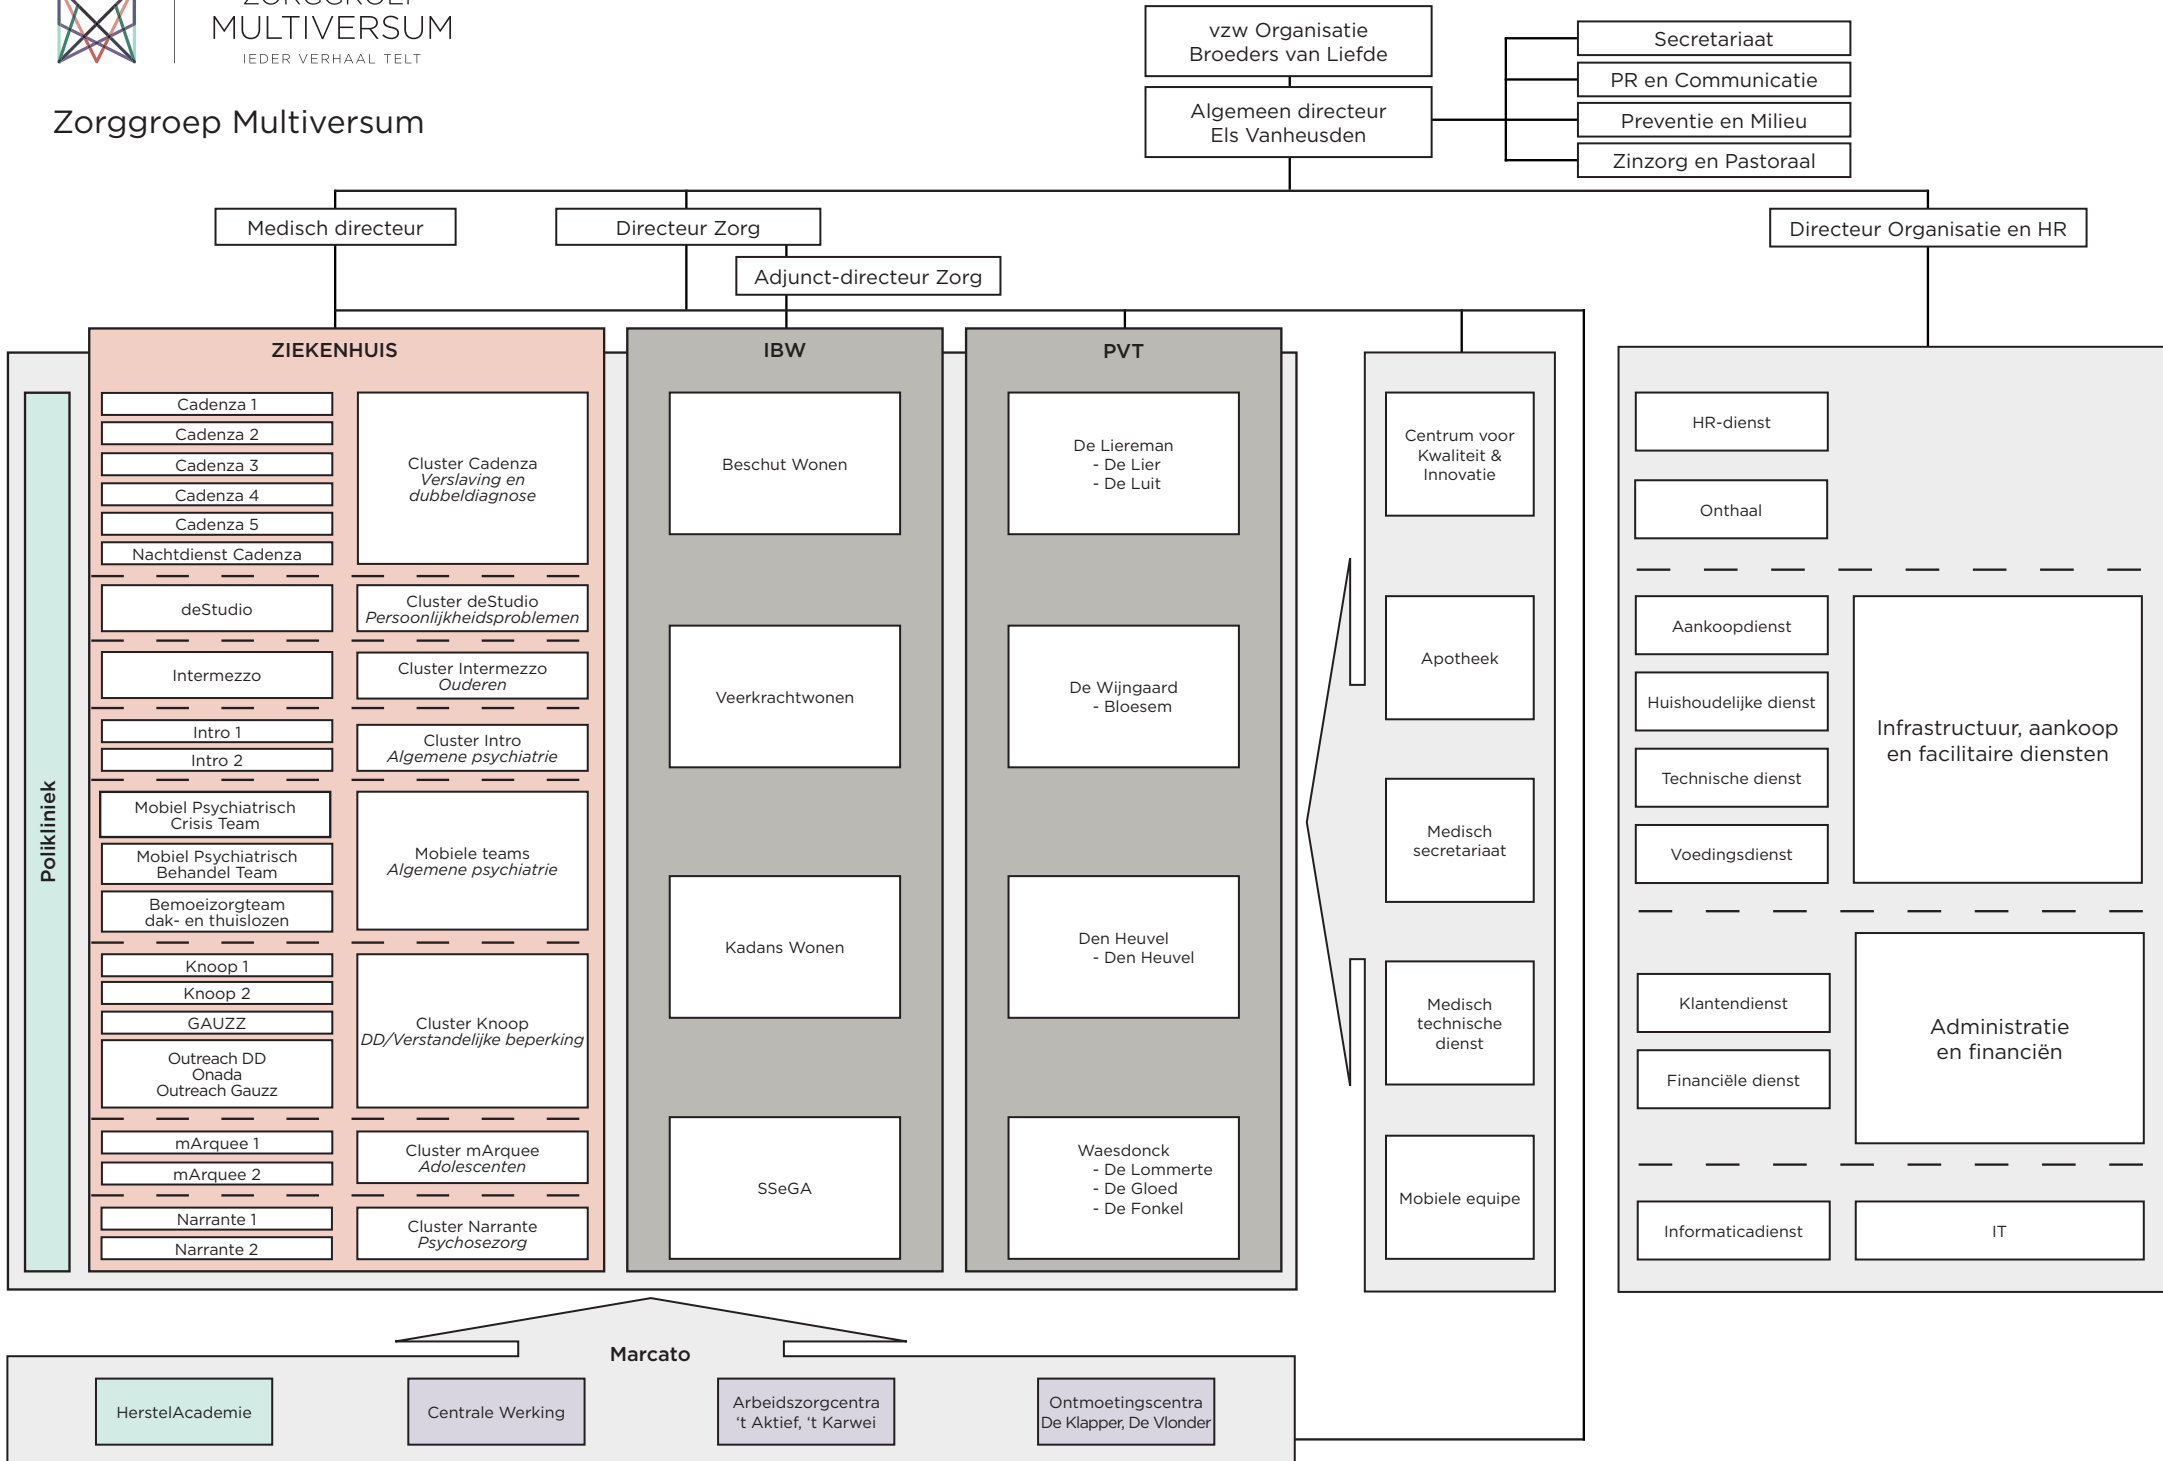 ZORGGROEP
MULTIVERSUM
IEDER VERHAAL TELT
Zorggroep Multiversum
vzw Organisatie
Broeders van Liefde
Algemeen directeur
Els Vanheusden
Secretariaat
PR en Communicatie
Preventie en Milieu
Zinzorg en Pastoraal
Medisch directeur
Directeur Zorg
Adjunct-directeur Zorg
Directeur Organisatie en HR
Polikliniek
ZIEKENHUIS
Cadenza 1
Cadenza 2
Cadenza 3
Cadenza 4
Cadenza 5
Nachtdienst Cadenza
Cluster Cadenza
Verslaving en
dubbeldiagnose
deStudio
Cluster deStudio
Persoonlijkheidsproblemen
Intermezzo
Cluster Intermezzo
Ouderen
Intro 1
Intro 2
Cluster Intro
Algemene psychiatrie
Mobiel Psychiatrisch
Crisis Team
Mobiel Psychiatrisch
Behandel Team
Bemoeizorgteam
dak- en thuislozen
Mobiele teams
Algemene psychiatrie
Knoop 1
Knoop 2
GAUZZ
Outreach DD
Onada
Outreach Gauzz
Cluster Knoop
DD/Verstandelijke beperking
mArquee 1
mArquee 2
Cluster mArquee
Adolescenten
Narrante 1
Narrante 2
Cluster Narrante
Psychosezorg
IBW
Beschut Wonen
Veerkrachtwonen
Kadans Wonen
SSeGA
PVT
De Liereman
- De Lier
- De Luit
De Wijngaard
- Bloesem
Den Heuvel
- Den Heuvel
Waesdonck
- De Lommerte
- De Gloed
- De Fonkel
Centrum voor
Kwaliteit &
Innovatie
Apotheek
Medisch
secretariaat
Medisch
technische
dienst
Mobiele equipe
HR-dienst
Onthaal
Aankoopdienst
Huishoudelijke dienst
Technische dienst
Voedingsdienst
Infrastructuur, aankoop
en facilitaire diensten
Klantendienst
Financiële dienst
Administratie
en financiën
Informaticadienst
IT
Marcato
HerstelAcademie
Centrale Werking
Arbeidszorgcentra
‘t Aktief, ‘t Karwei
Ontmoetingscentra
De Klapper, De Vlonder